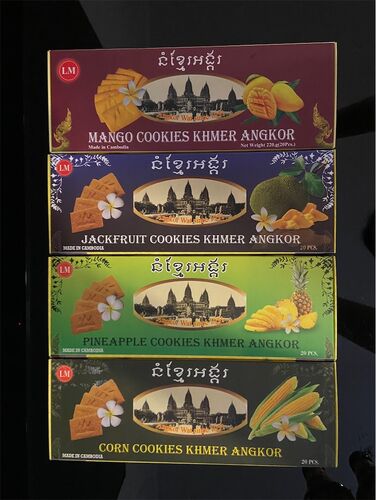 LM
នំខ្មែរអង្គរ
MANGO COOKIES KHMER ANGKOR
Made in Cambodia
Net Weight 220.g(20Pcs.)
LM
នំខ្មែរអង្គរ
JACKFRUIT COOKIES KHMER ANGKOR
MADE IN CAMBODIA
20 PCS.
LM
នំខ្មែរអង្គរ
PINEAPPLE COOKIES KHMER ANGKOR
MADE IN CAMBODIA
20 PCS.
LM
នំខ្មែរអង្គរ
CORN COOKIES KHMER ANGKOR
MADE IN CAMBODIA
20 PCS.